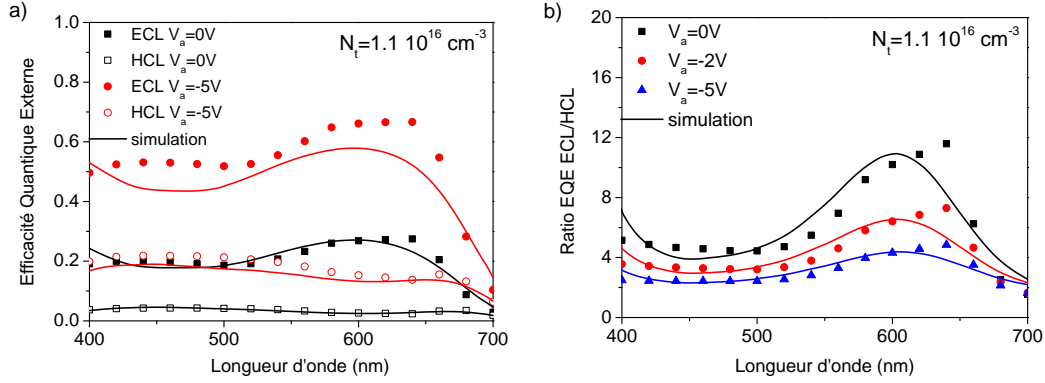 a)
1.0
0.8
0.6
0.4
0.2
0.0
400
500
600
700
Efficacité Quantique Externe
Longueur d'onde (nm)
ECL V_a=0V
HCL V_a=0V
ECL V_a=-5V
HCL V_a=-5V
simulation
N_t=1.1 10^16 cm^-3
b)
20
16
12
8
4
0
400
500
600
700
Ratio EQE ECL/HCL
Longueur d'onde (nm)
V_a=0V
V_a=-2V
V_a=-5V
simulation
N_t=1.1 10^16 cm^-3